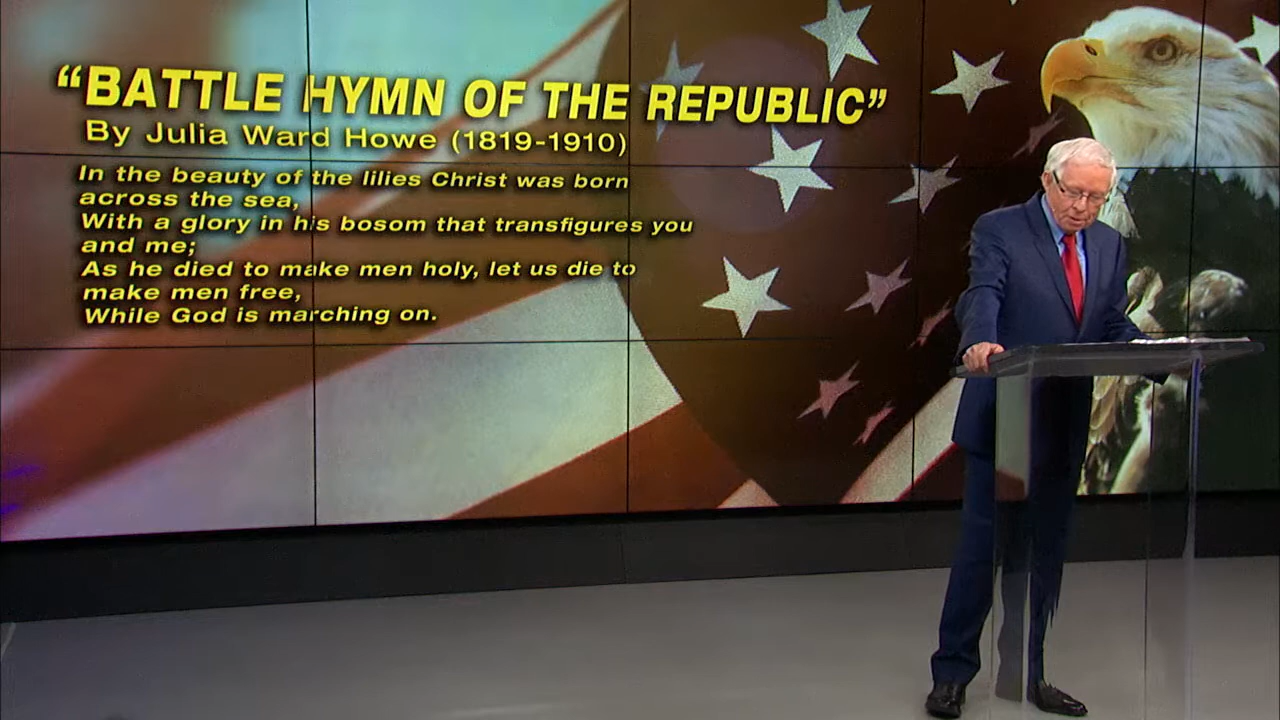 “BATTLE HYMN OF THE REPUBLIC”
By Julia Ward Howe (1819-1910)
In the beauty of the lilies Christ was born
across the sea,
With a glory in his bosom that transfigures you
and me;
As he died to make men holy, let us die to
make men free,
While God is marching on.